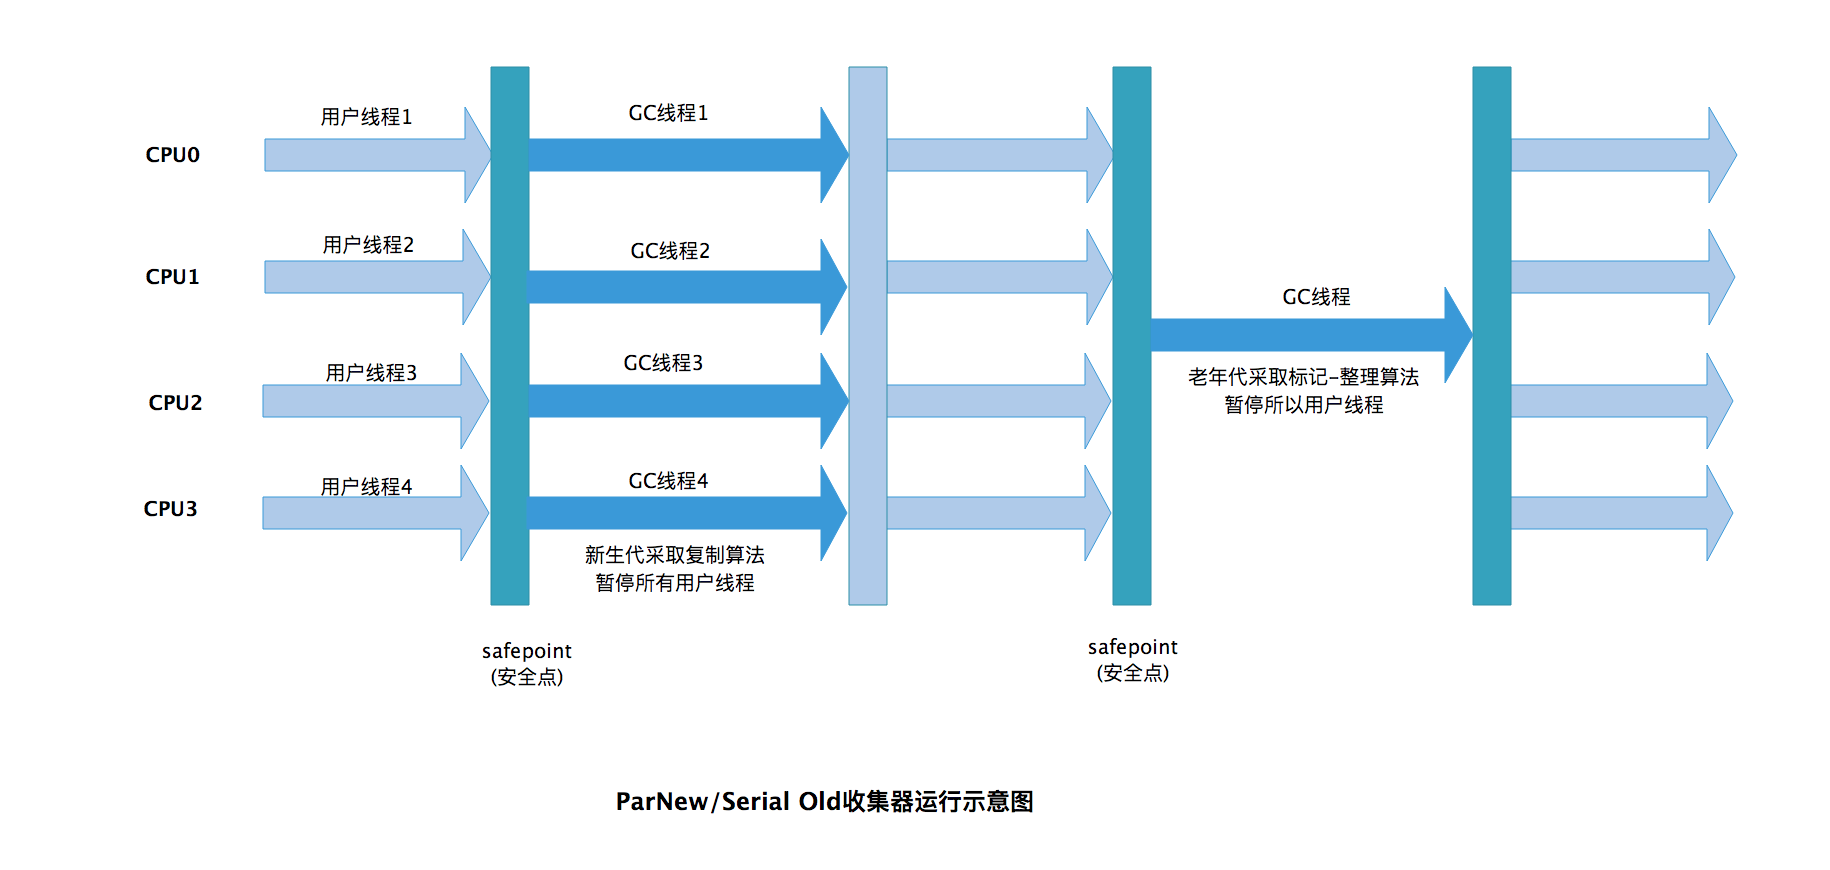 用户线程1
GC线程1
CPU0
用户线程2
GC线程2
CPU1
GC线程
用户线程3
GC线程3
老年代采取标记-整理算法
暂停所以用户线程
CPU2
用户线程4
GC线程4
CPU3
新生代采取复制算法
暂停所有用户线程
safepoint
(安全点)
safepoint
(安全点)
ParNew/Serial Old收集器运行示意图